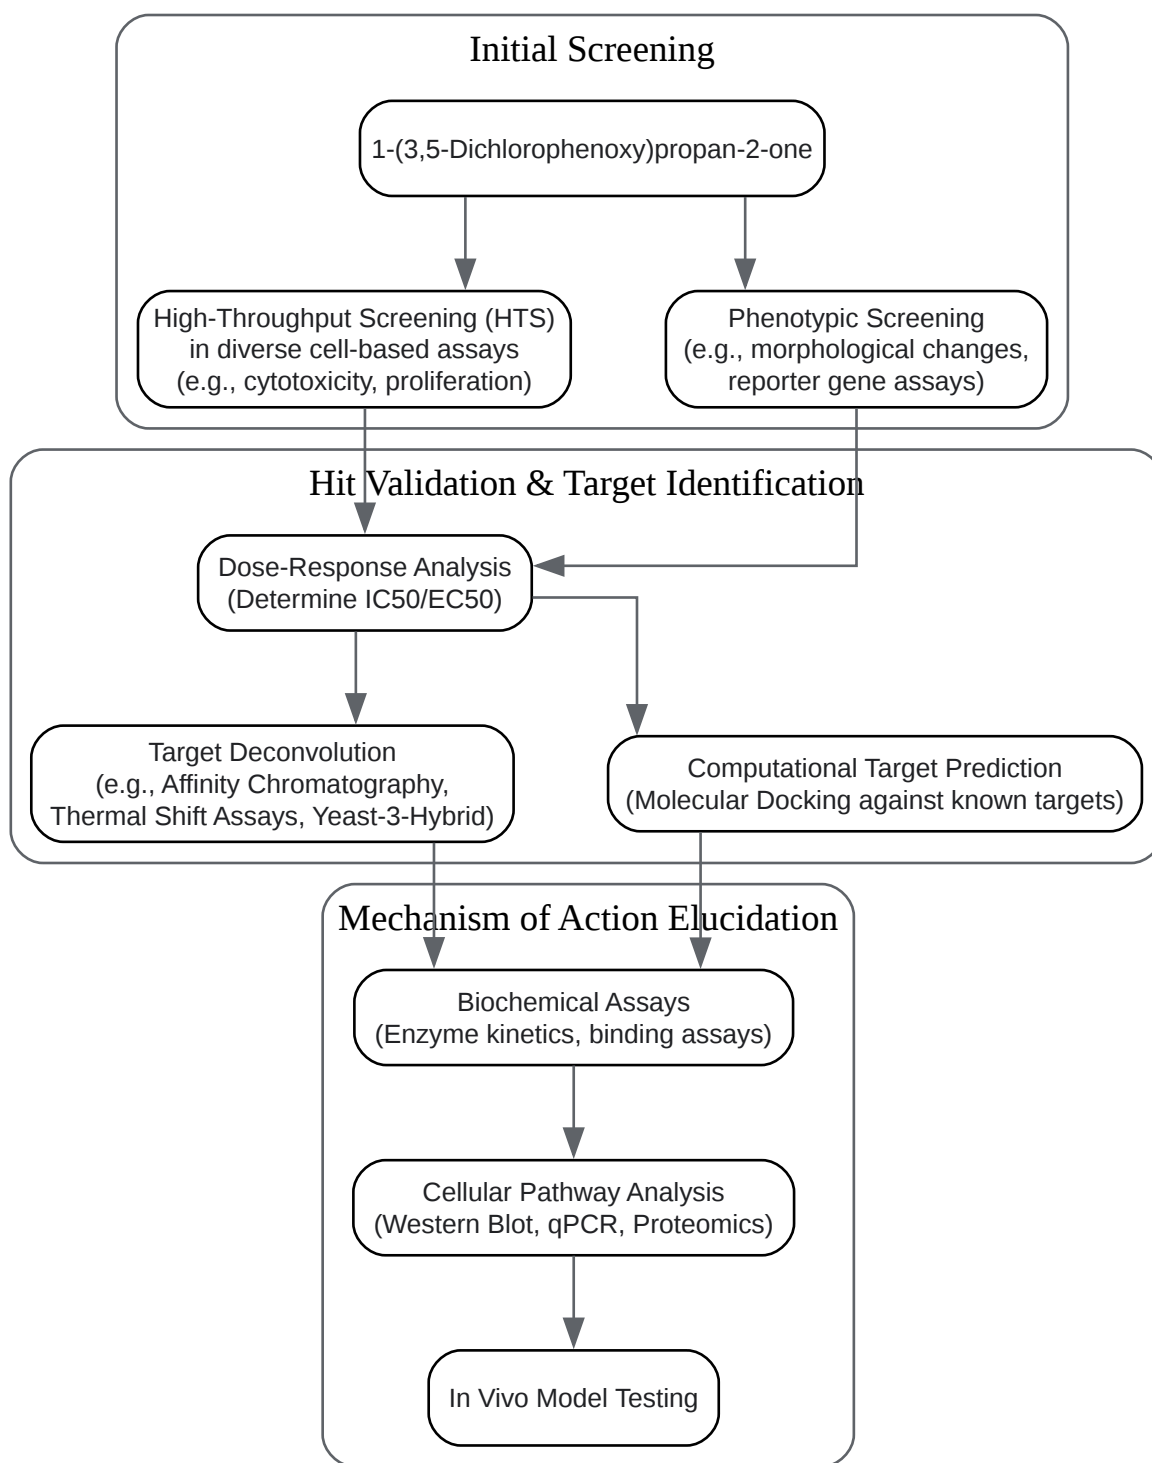 Initial Screening
1-(3,5-Dichlorophenoxy)propan-2-one
High-Throughput Screening (HTS)
in diverse cell-based assays
(e.g., cytotoxicity, proliferation)
Phenotypic Screening
(e.g., morphological changes,
reporter gene assays)
Hit Validation & Target Identification
Dose-Response Analysis
(Determine IC50/EC50)
Target Deconvolution
(e.g., Affinity Chromatography,
Thermal Shift Assays, Yeast-3-Hybrid)
Computational Target Prediction
(Molecular Docking against known targets)
Mechanism of Action Elucidation
Biochemical Assays
(Enzyme kinetics, binding assays)
Cellular Pathway Analysis
(Western Blot, qPCR, Proteomics)
In Vivo Model Testing